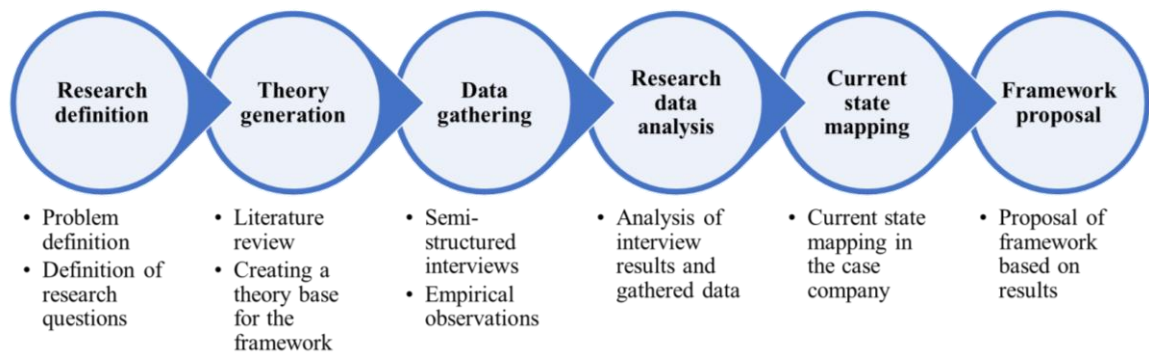 Research
definition
Theory
generation
Data
gathering
Research
data
analysis
Current
state
mapping
Framework
proposal
• Problem
definition
• Definition of
research
questions
• Literature
review
• Creating a
theory base
for the
framework
• Semi-
structured
interviews
• Empirical
observations
• Analysis of
interview
results and
gathered data
• Current state
mapping in
the case
company
• Proposal of
framework
based on
results